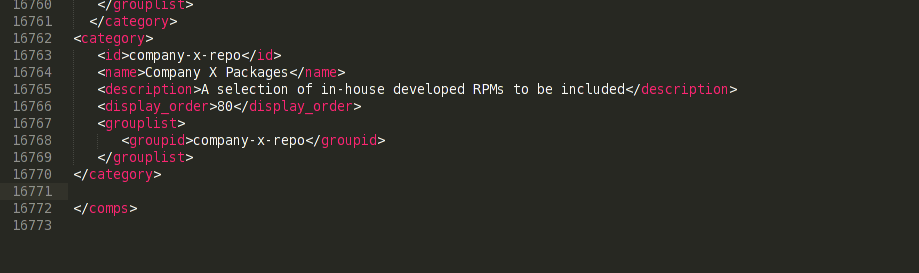 16760 </grouplist>
16761 </category>
16762 <category>
16763 <id>company-x-repo</id>
16764 <name>Company X Packages</name>
16765 <description>A selection of in-house developed RPMs to be included</description>
16766 <display_order>80</display_order>
16767 <grouplist>
16768 <groupid>company-x-repo</groupid>
16769 </grouplist>
16770 </category>
16771
16772 </comps>
16773